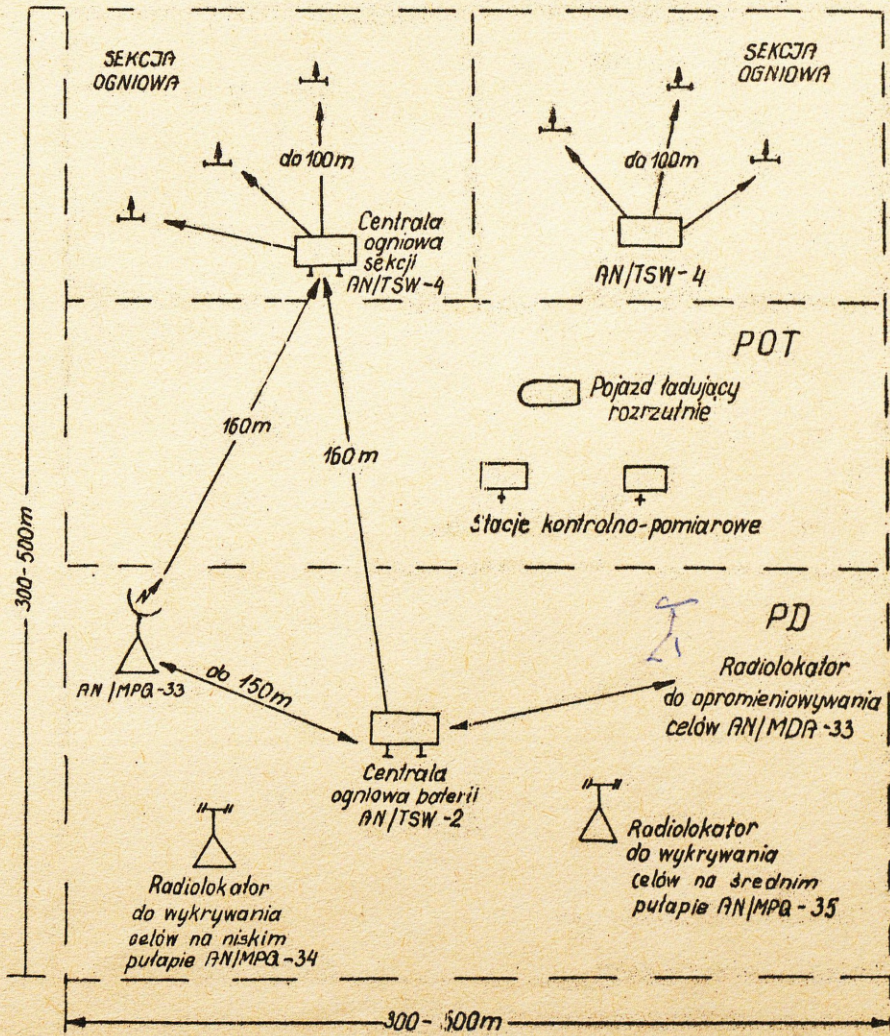 SEKCJA
OGNIOWA
SEKCJA
OGNIOWA
do 100m
do 100m
Centrala
ogniowa
sekcji
AN/TSW-4
AN/TSW-4
POT
Pojazd ładujący
rozrzutnie
160m
160m
Stacje kontrolno-pomiarowe
300-500m
PD
AN/MPQ-33
do 150m
Radiolokator
do opromieniowywania
celów AN/MDA-33
Centrala
ogniowa baterii
AN/TSW-2
Radiolokator
do wykrywania
celów na niskim
pułapie AN/MPQ-34
Radiolokator
do wykrywania
celów na średnim
pułapie AN/MPQ-35
300-500m